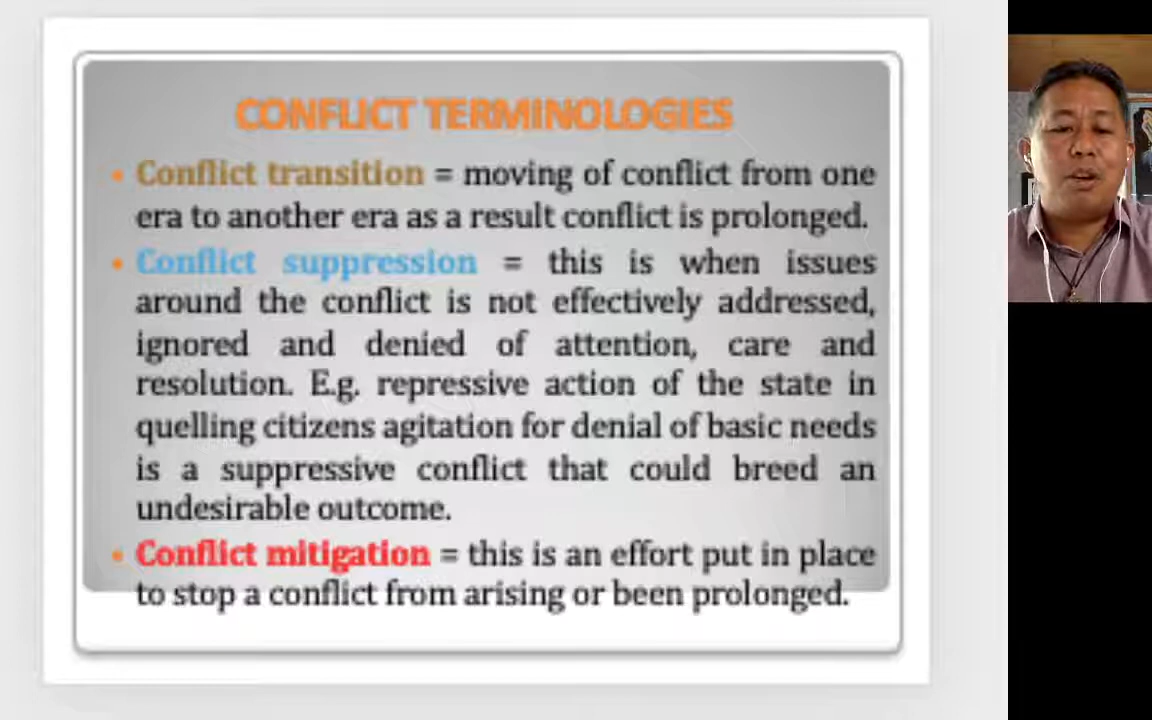 CONFLICT TERMINOLOGIES
• Conflict transition = moving of conflict from one
era to another era as a result conflict is prolonged.
• Conflict suppression = this is when issues
around the conflict is not effectively addressed,
ignored and denied of attention, care and
resolution. E.g. repressive action of the state in
quelling citizens agitation for denial of basic needs
is a suppressive conflict that could breed an
undesirable outcome.
• Conflict mitigation = this is an effort put in place
to stop a conflict from arising or been prolonged.